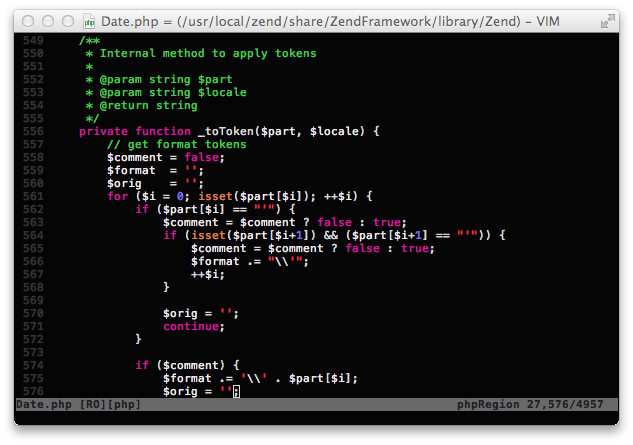 Date.php = (/usr/local/zend/share/ZendFramework/library/Zend) - VIM
549     /**
550      * Internal method to apply tokens
551      *
552      * @param string $part
553      * @param string $locale
554      * @return string
555      */
556     private function _toToken($part, $locale) {
557         // get format tokens
558         $comment = false;
559         $format  = '';
560         $orig    = '';
561         for ($i = 0; isset($part[$i]); ++$i) {
562             if ($part[$i] == "'") {
563                 $comment = $comment ? false : true;
564                 if (isset($part[$i+1]) && ($part[$i+1] == "'")) {
565                     $comment = $comment ? false : true;
566                     $format .= "\\'";
567                     ++$i;
568                 }
569
570                 $orig = '';
571                 continue;
572             }
573
574             if ($comment) {
575                 $format .= '\\' . $part[$i];
576                 $orig = '';
Date.php [RO][php] phpRegion 27,576/4957